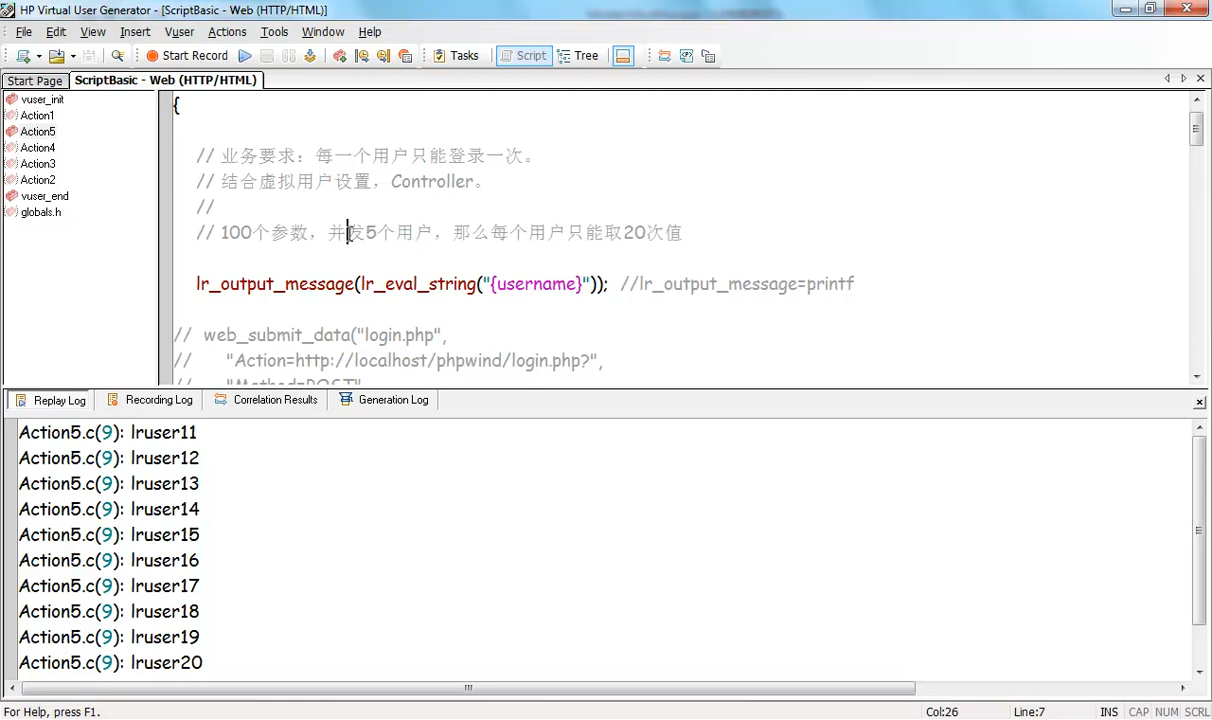 HP Virtual User Generator - [ScriptBasic - Web (HTTP/HTML)]
File Edit View Insert Vuser Actions Tools Window Help
Start Record Tasks Script Tree
Start Page ScriptBasic - Web (HTTP/HTML)
vuser_init
Action1
Action5
Action4
Action3
Action2
vuser_end
globals.h
{
// 业务要求：每一个用户只能登录一次。
// 结合虚拟用户设置，Controller。
//
// 100个参数，并发5个用户，那么每个用户只能取20次值
lr_output_message(lr_eval_string("{username}")); //lr_output_message=printf
// web_submit_data("login.php",
// "Action=http://localhost/phpwind/login.php?",
// "Method=POST"
Replay Log Recording Log Correlation Results Generation Log
Action5.c(9): lruser11
Action5.c(9): lruser12
Action5.c(9): lruser13
Action5.c(9): lruser14
Action5.c(9): lruser15
Action5.c(9): lruser16
Action5.c(9): lruser17
Action5.c(9): lruser18
Action5.c(9): lruser19
Action5.c(9): lruser20
For Help, press F1. Col:26 Line:7 INS CAP NUM SCRL